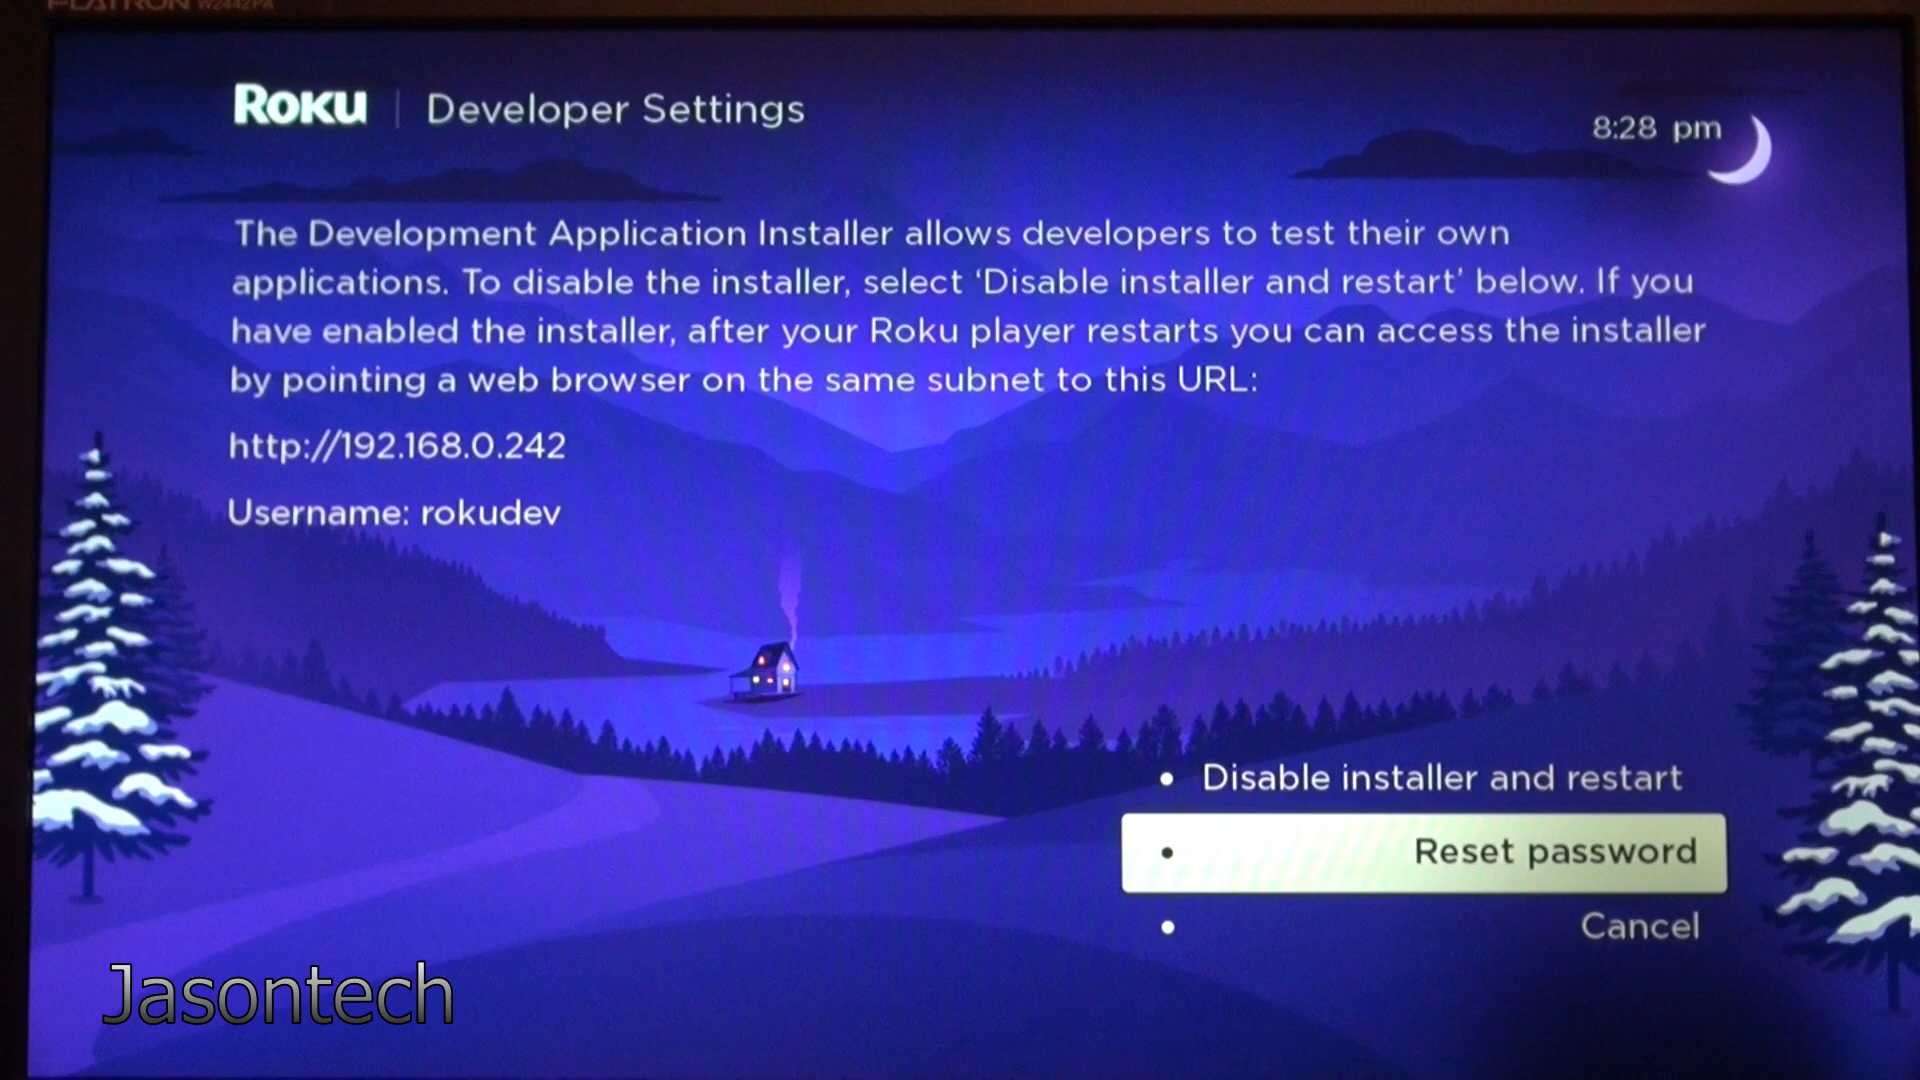 FLATRON W2442PA
Roku | Developer Settings
8:28 pm
The Development Application Installer allows developers to test their own
applications. To disable the installer, select ‘Disable installer and restart’ below. If you
have enabled the installer, after your Roku player restarts you can access the installer
by pointing a web browser on the same subnet to this URL:
http://192.168.0.242
Username: rokudev
Disable installer and restart
Reset password
Cancel
Jasontech